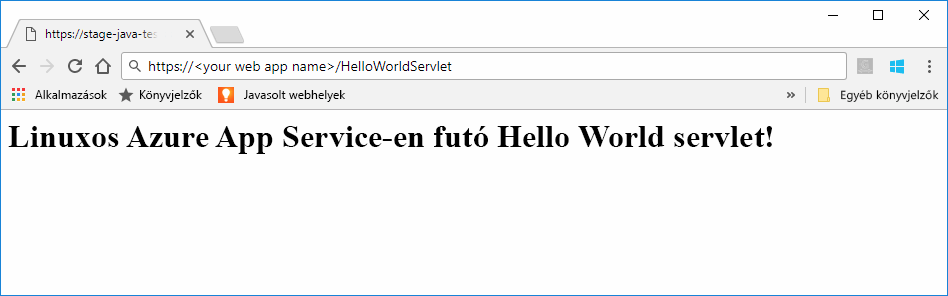 https://stage-java-tes
https://<your web app name>/HelloWorldServlet
Alkalmazások Könyvjelzők Javasolt webhelyek » Egyéb könyvjelzők
Linuxos Azure App Service-en futó Hello World servlet!